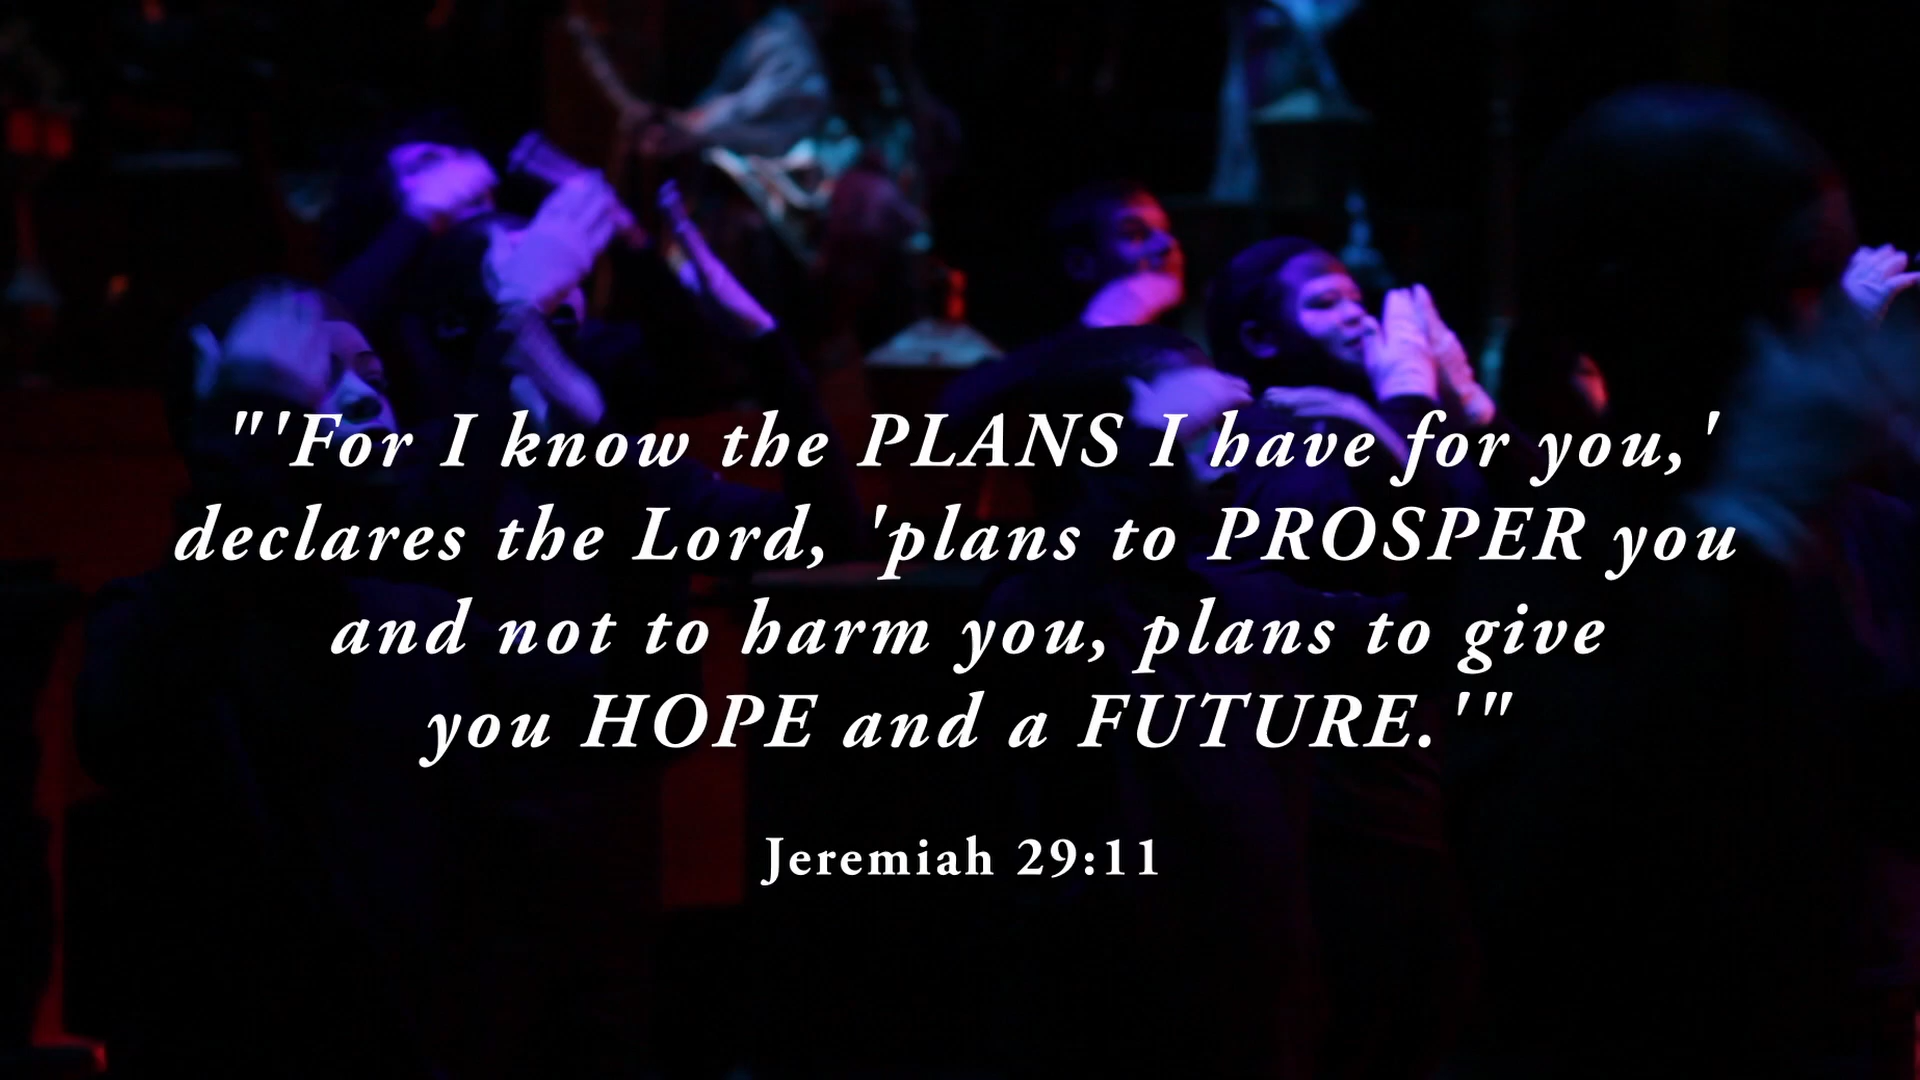 "'For I know the PLANS I have for you,'
declares the Lord, 'plans to PROSPER you
and not to harm you, plans to give
you HOPE and a FUTURE.'"
Jeremiah 29:11